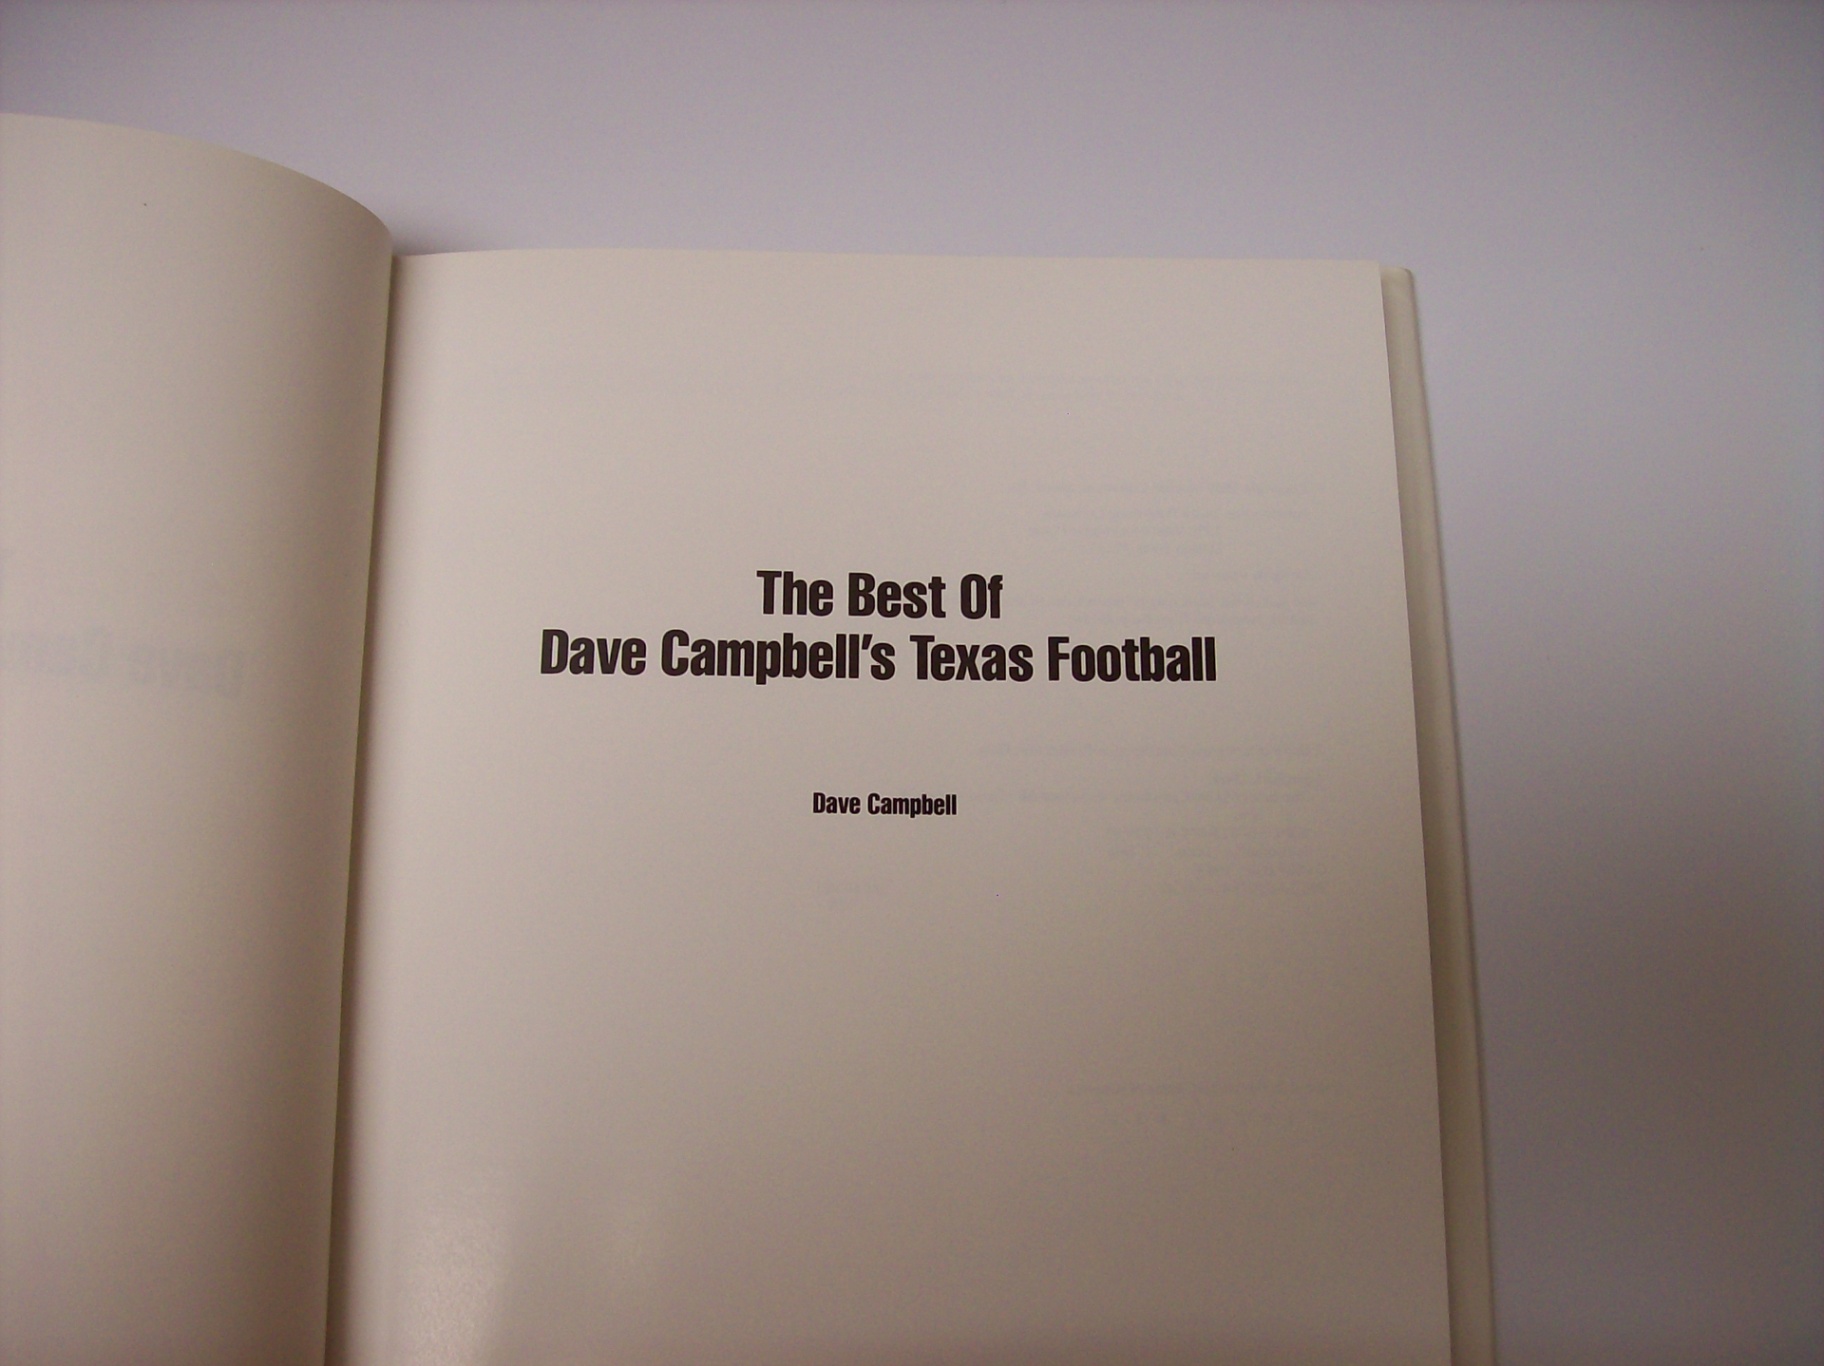 The Best Of
Dave Campbell's Texas Football
Dave Campbell